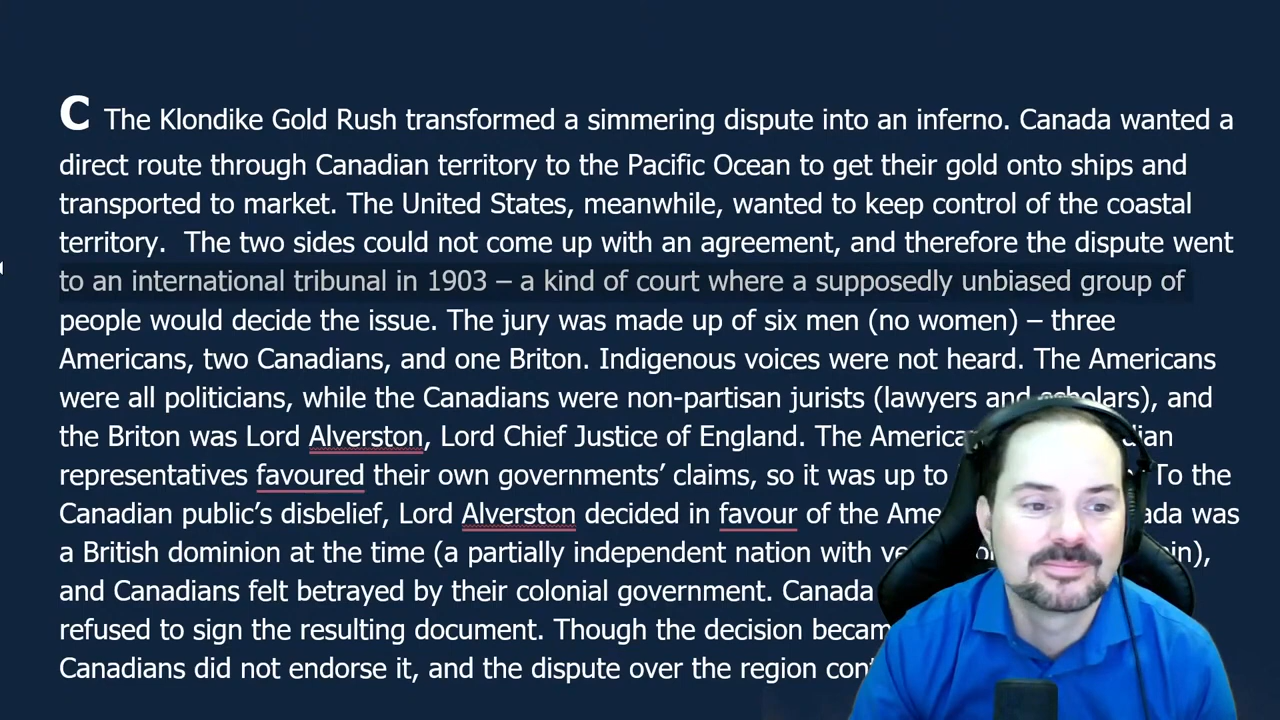 C The Klondike Gold Rush transformed a simmering dispute into an inferno. Canada wanted a
direct route through Canadian territory to the Pacific Ocean to get their gold onto ships and
transported to market. The United States, meanwhile, wanted to keep control of the coastal
territory. The two sides could not come up with an agreement, and therefore the dispute went
to an international tribunal in 1903 – a kind of court where a supposedly unbiased group of
people would decide the issue. The jury was made up of six men (no women) – three
Americans, two Canadians, and one Briton. Indigenous voices were not heard. The Americans
were all politicians, while the Canadians were non-partisan jurists (lawyers and scholars), and
the Briton was Lord Alverston, Lord Chief Justice of England. The
representatives favoured their own governments’ claims, so it was up to To the
Canadian public’s disbelief, Lord Alverston decided in favour of the was
a British dominion at the time (a partially independent nation with
and Canadians felt betrayed by their colonial government. Canada
refused to sign the resulting document. Though the decision
Canadians did not endorse it, and the dispute over the region